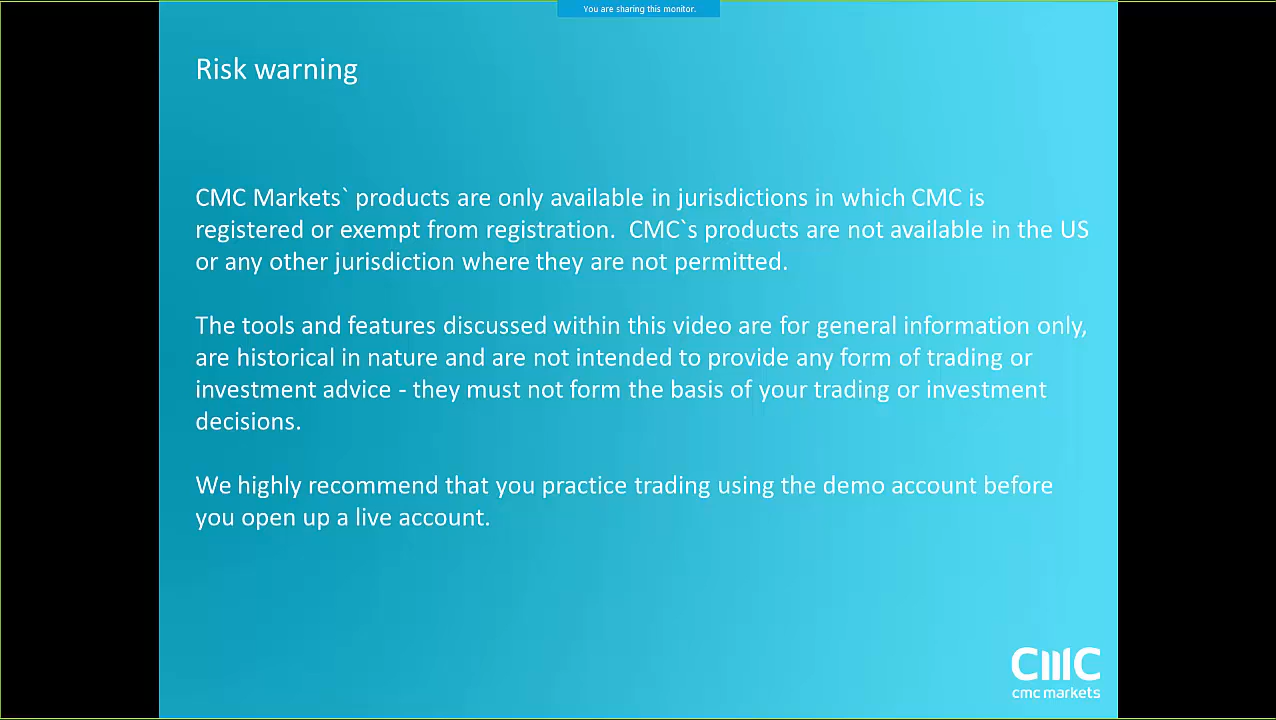 You are sharing this monitor.
Risk warning
CMC Markets` products are only available in jurisdictions in which CMC is
registered or exempt from registration.  CMC`s products are not available in the US
or any other jurisdiction where they are not permitted.
The tools and features discussed within this video are for general information only,
are historical in nature and are not intended to provide any form of trading or
investment advice - they must not form the basis of your trading or investment
decisions.
We highly recommend that you practice trading using the demo account before
you open up a live account.
CMC
cmc markets